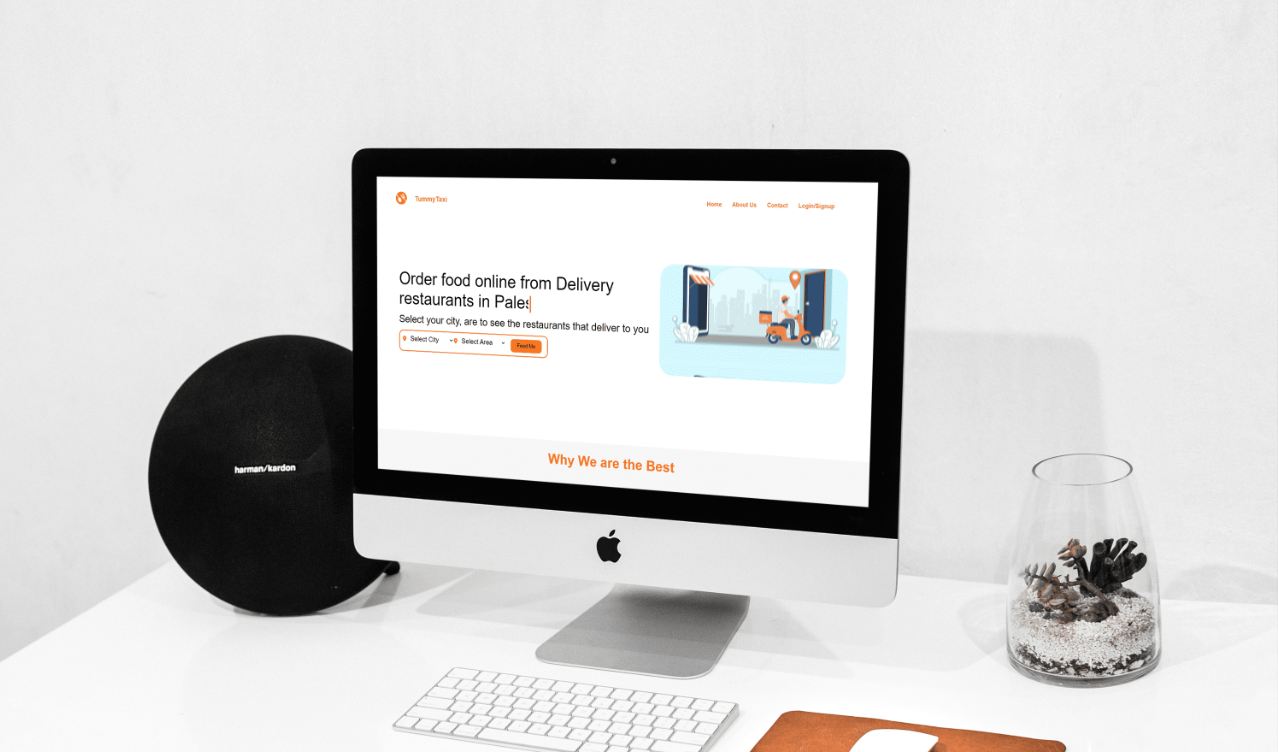 TummyTaxi
Home About Us Contact Login/Signup
Order food online from Delivery
restaurants in Pales
Select your city, are to see the restaurants that deliver to you
Select City Select Area Feed Me
Why We are the Best
harman/kardon